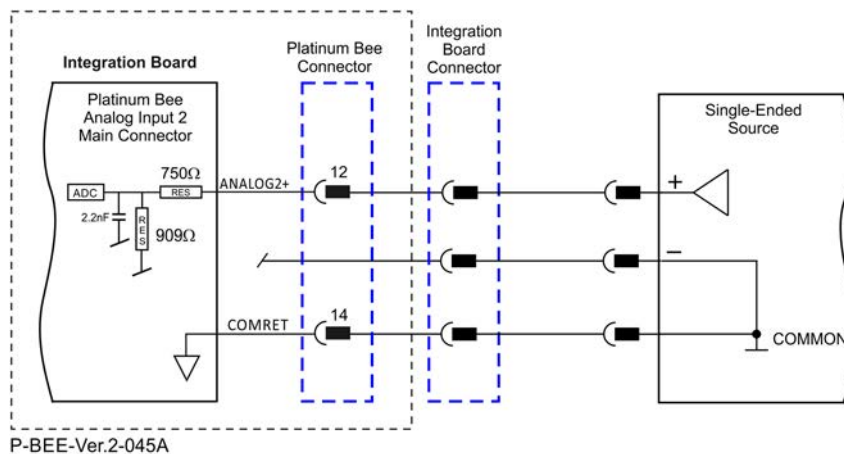 Integration Board
Platinum Bee
Connector
Integration
Board
Connector
Platinum Bee
Analog Input 2
Main Connector
Single-Ended
Source
750Ω
ADC
RES
ANALOG2+
12
+
2.2nF
RES
909Ω
−
COMRET
14
COMMON
P-BEE-Ver.2-045A